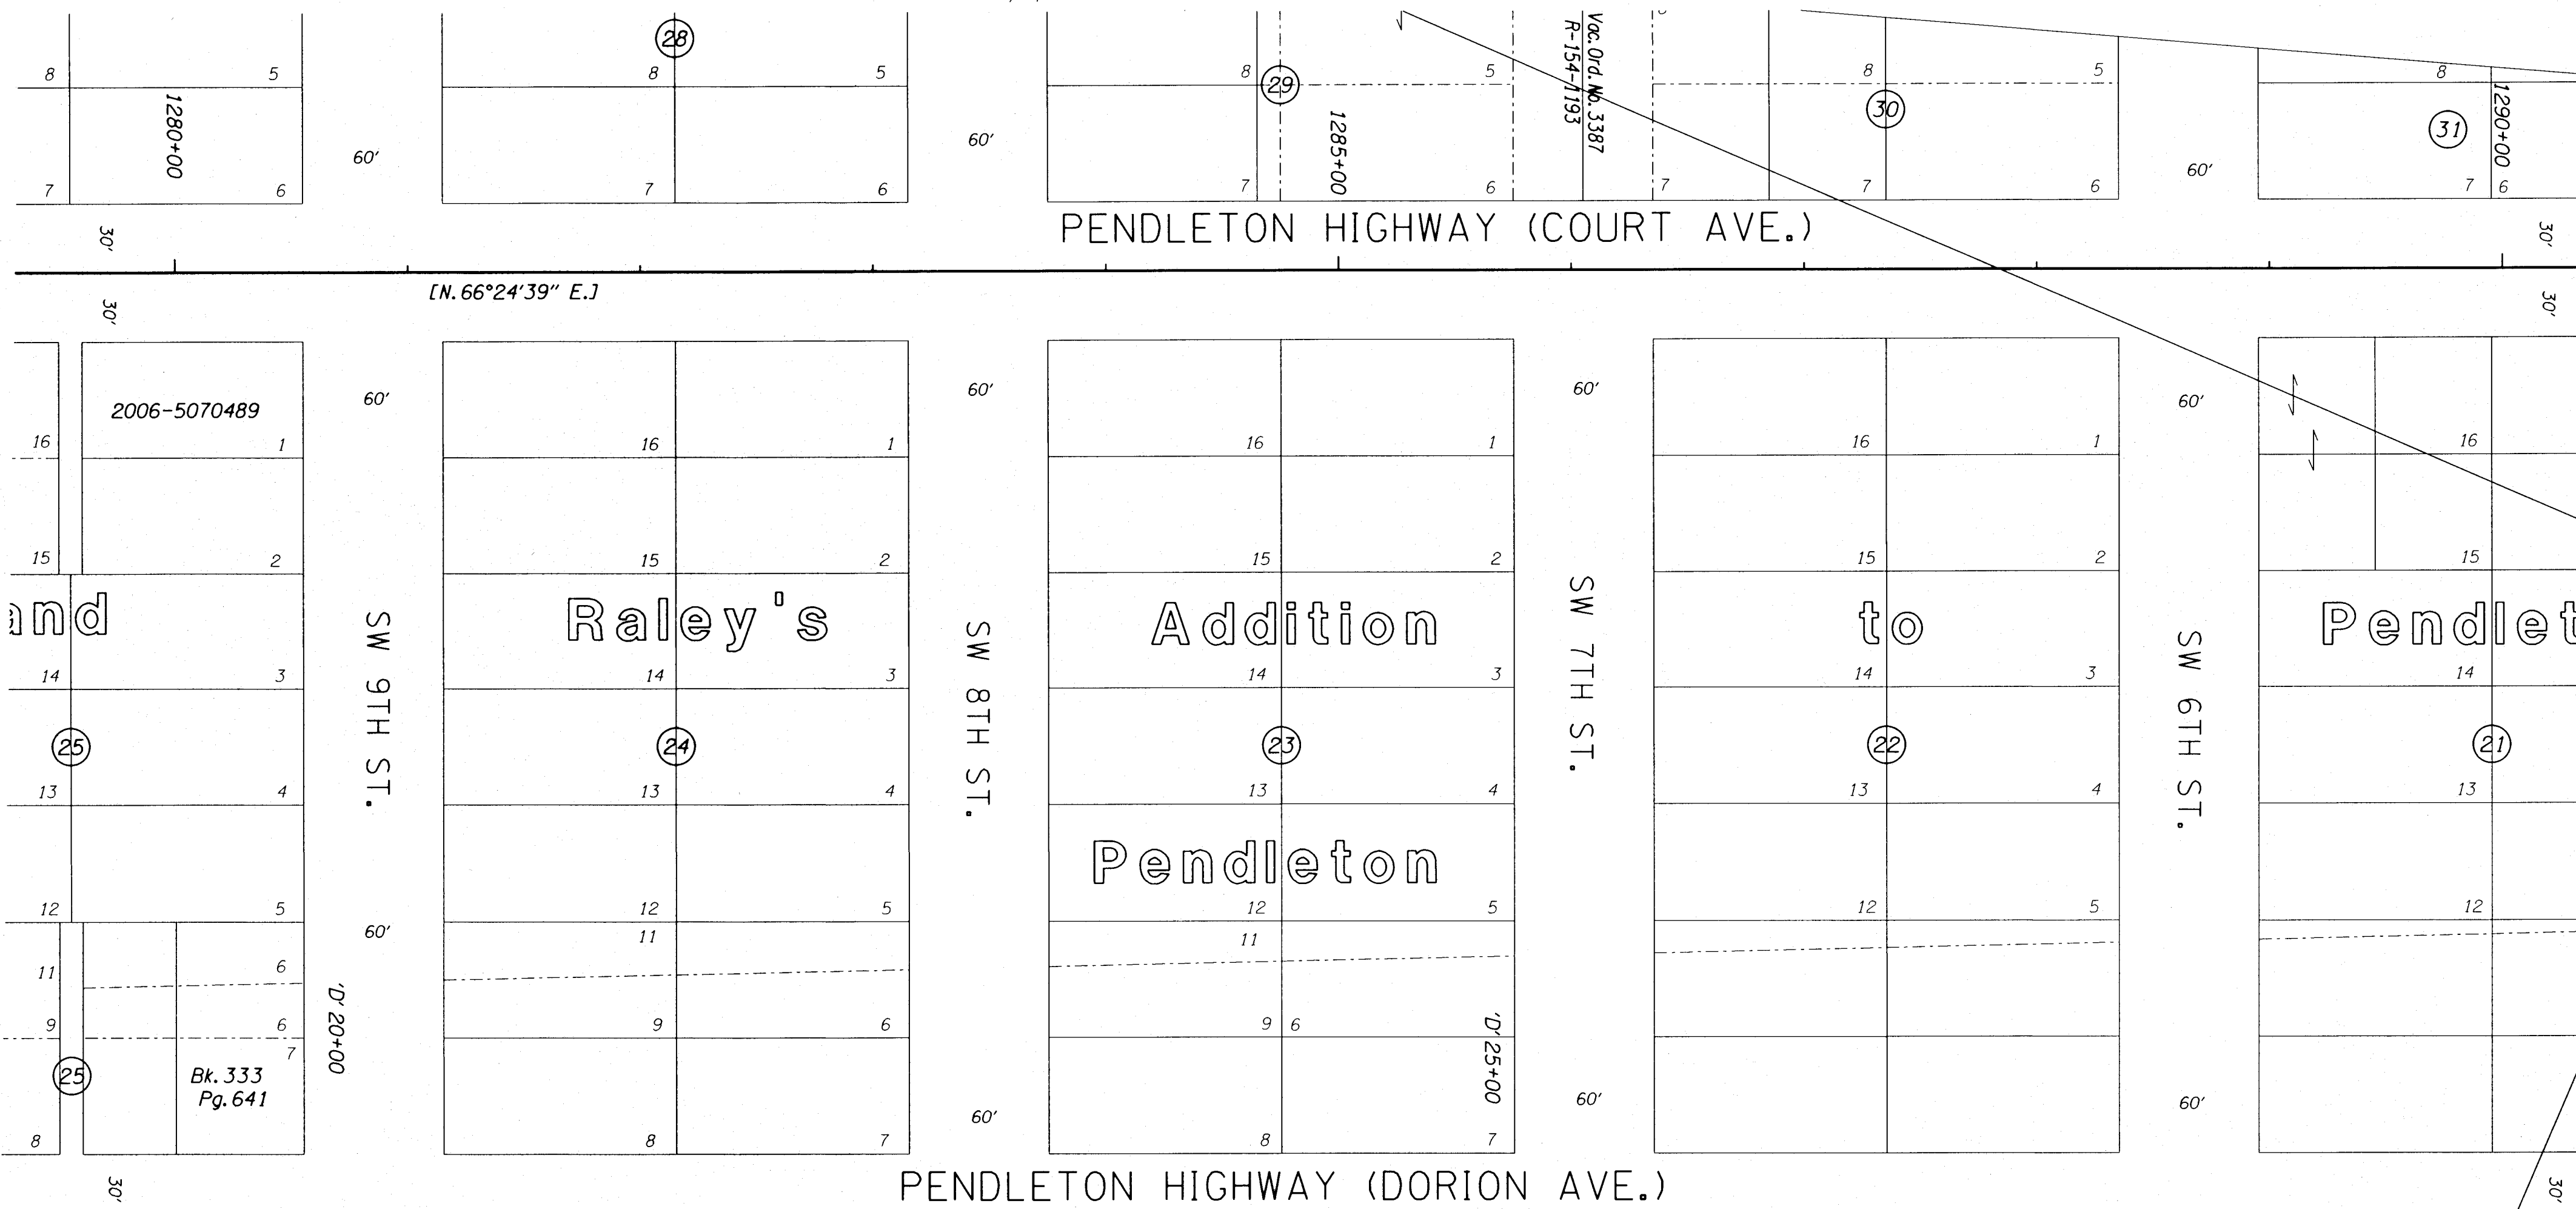 28
8 5 8 5 8 29 5 Vac. Ord. No. 3387 8 5 8
R-154-1193
30
31
1280+00
1285+00
1290+00
60'
60'
60'
7 6 7 6 7 6 7 7 6 7 6
30'
PENDLETON HIGHWAY (COURT AVE.)
30'
[N. 66°24'39" E.]
30'
30'
2006-5070489
60'
60'
60'
60'
16 1 16 1 16 1 16 1 16
15 2 15 2 15 2 15 2 15
and Raley's Addition to Pendlet
SW 9TH ST.
SW 8TH ST.
SW 7TH ST.
SW 6TH ST.
14 3 14 3 14 3 14 3 14
25 24 23 22 21
13 4 13 4 13 4 13 4 13
Pendleton
12 5 12 5 12 5 12 5 12
60'
11 6 11 11
'D' 20+00
9 6 9 6 9 6
'D' 25+00
7
25
Bk. 333
Pg. 641
60'
60'
60'
8 8 7 8 7
30'
PENDLETON HIGHWAY (DORION AVE.)
30'